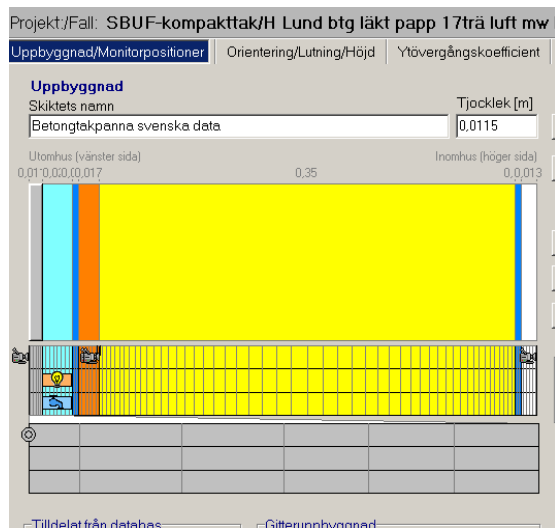 Projekt:/Fall: SBUF-kompakttak/H Lund btg läkt papp 17trä luft mw
Uppbyggnad/Monitorpositioner Orientering/Lutning/Höjd Ytövergångskoefficient
Uppbyggnad
Skiktets namn Tjocklek [m]
Betongtakpanna svenska data 0,0115
Utomhus (vänster sida) Inomhus (höger sida)
0,35
Tilldelat från databas Gitteruppbyggnad